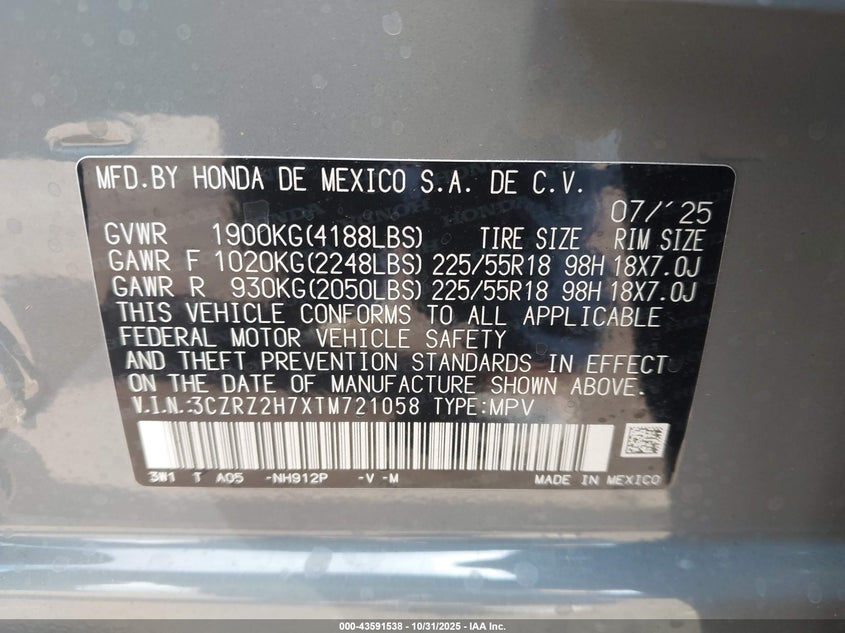 MFD.BY HONDA DE MEXICO S.A. DE C.V.
07/'25
GVWR 1900KG(4188LBS) TIRE SIZE RIM SIZE
GAWR F 1020KG(2248LBS) 225/55R18 98H 18X7.0J
GAWR R 930KG(2050LBS) 225/55R18 98H 18X7.0J
THIS VEHICLE CONFORMS TO ALL APPLICABLE
FEDERAL MOTOR VEHICLE SAFETY
AND THEFT PREVENTION STANDARDS IN EFFECT
ON THE DATE OF MANUFACTURE SHOWN ABOVE.
V.I.N.:3CZRZ2H7XTM721058 TYPE:MPV
3W1 T A05 -NH912P -V -M MADE IN MEXICO
000-43591538 - 10/31/2025 - IAA Inc.